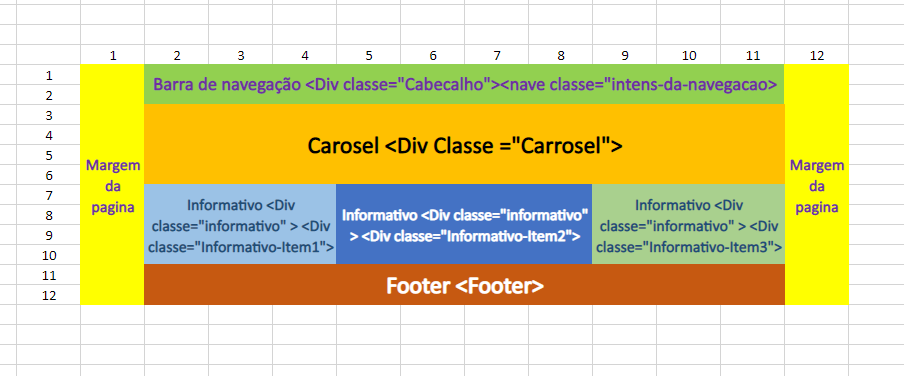 1 2 3 4 5 6 7 8 9 10 11 12
1
2
3
4
5
6
7
8
9
10
11
12
Barra de navegação <Div classe="Cabecalho"><nave classe="intens-da-navegacao>
Carosel <Div Classe ="Carrosel">
Margem
da
pagina
Informativo <Div
classe="informativo" > <Div
classe="Informativo-Item1">
Informativo <Div classe="informativo"
> <Div classe="Informativo-Item2">
Informativo <Div
classe="informativo" > <Div
classe="Informativo-Item3">
Margem
da
pagina
Footer <Footer>